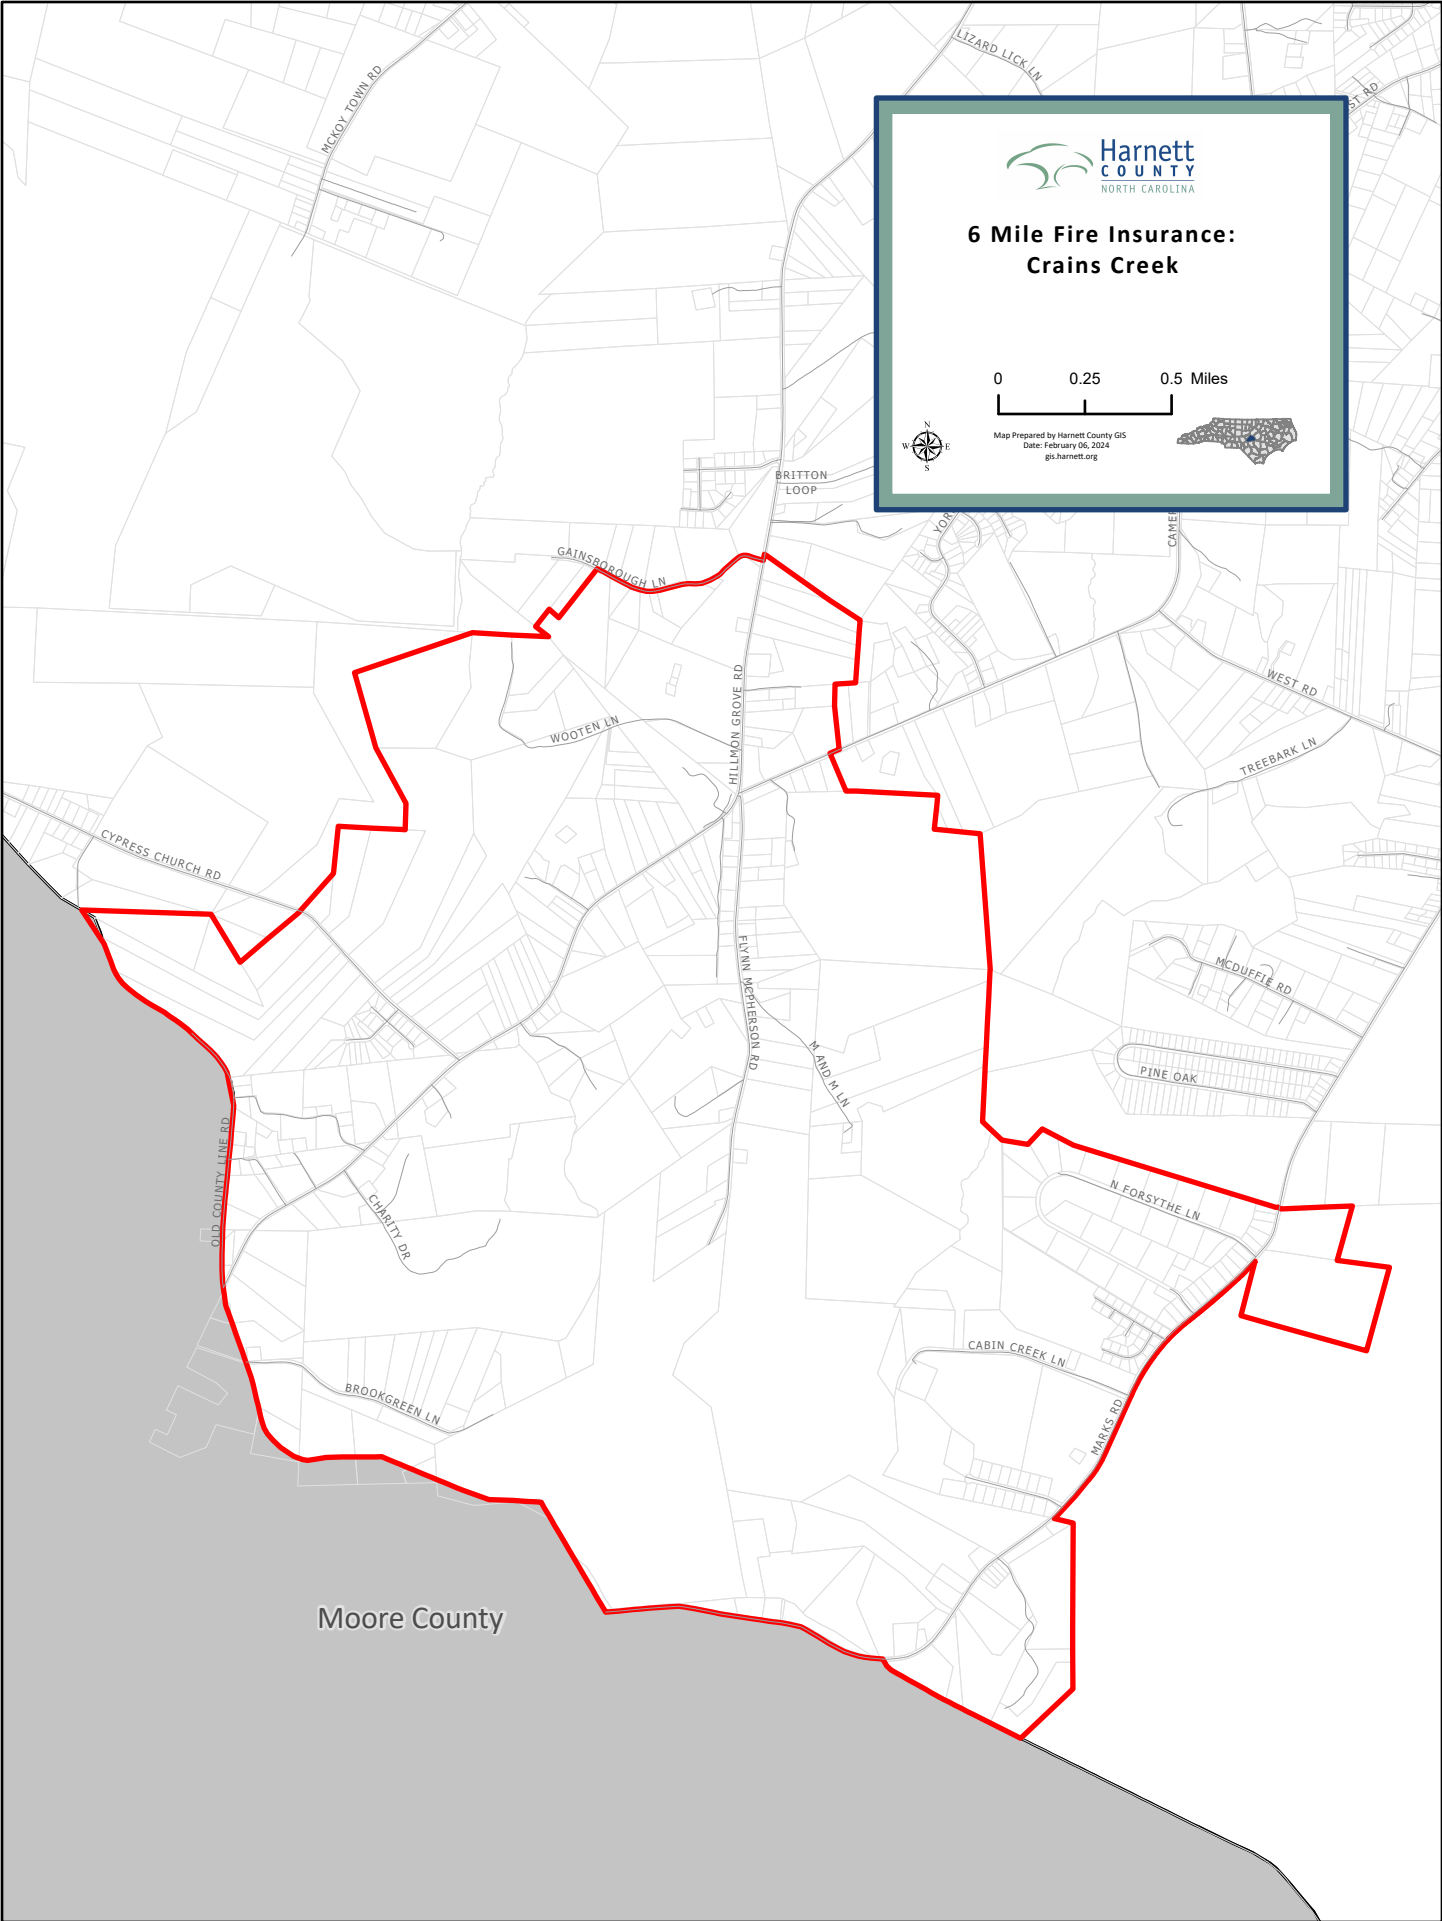 LIZARD LICK LN
MCKOY TOWN RD
ST RD
Harnett
COUNTY
NORTH CAROLINA
6 Mile Fire Insurance:
Crains Creek
0 0.25 0.5 Miles
N
W E
S
Map Prepared by Harnett County GIS
Date: February 06, 2024
gis.harnett.org
BRITTON
LOOP
YOR
CAMER
GAINSBOROUGH LN
HILLMON GROVE RD
WEST RD
WOOTEN LN
TREEBARK LN
CYPRESS CHURCH RD
FLYNN MCPHERSON RD
MCDUFFIE RD
M AND M LN
PINE OAK
OLD COUNTY LINE RD
N FORSYTHE LN
CHARITY DR
CABIN CREEK LN
BROOKGREEN LN
MARKS RD
Moore County